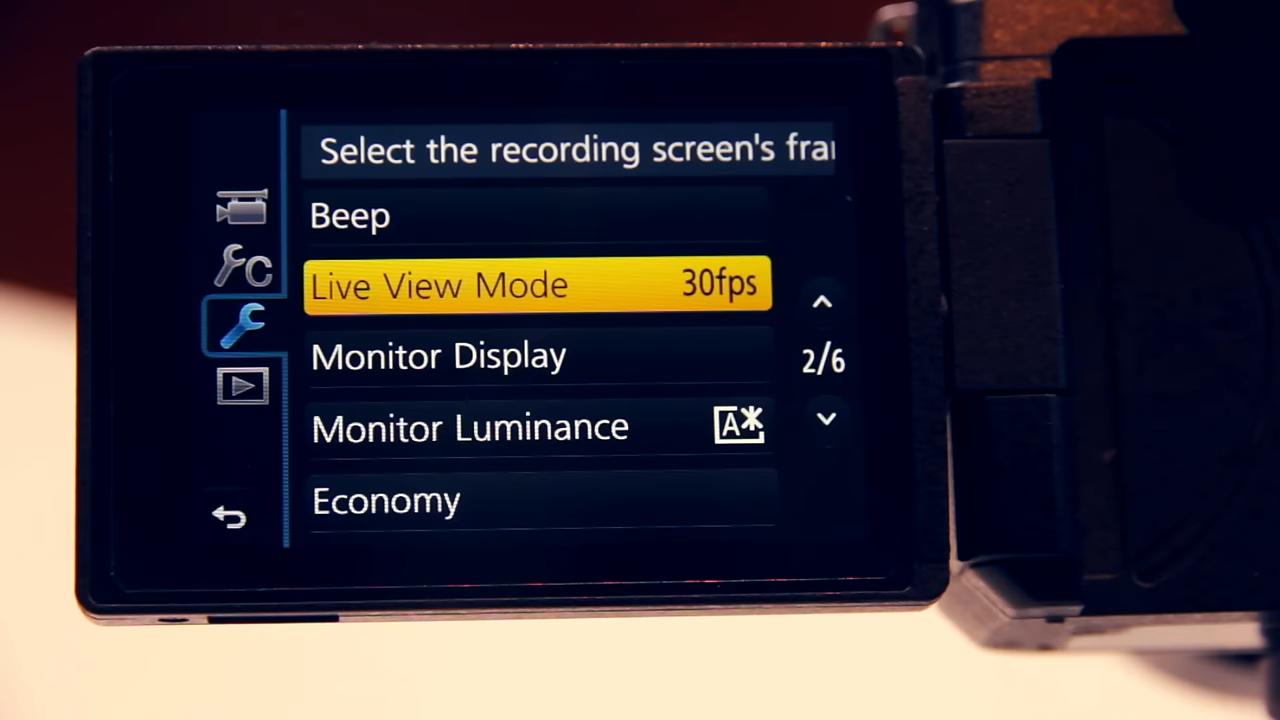 Select the recording screen's fra
Beep
Live View Mode 30fps
Monitor Display
2/6
Monitor Luminance A*
Economy
C